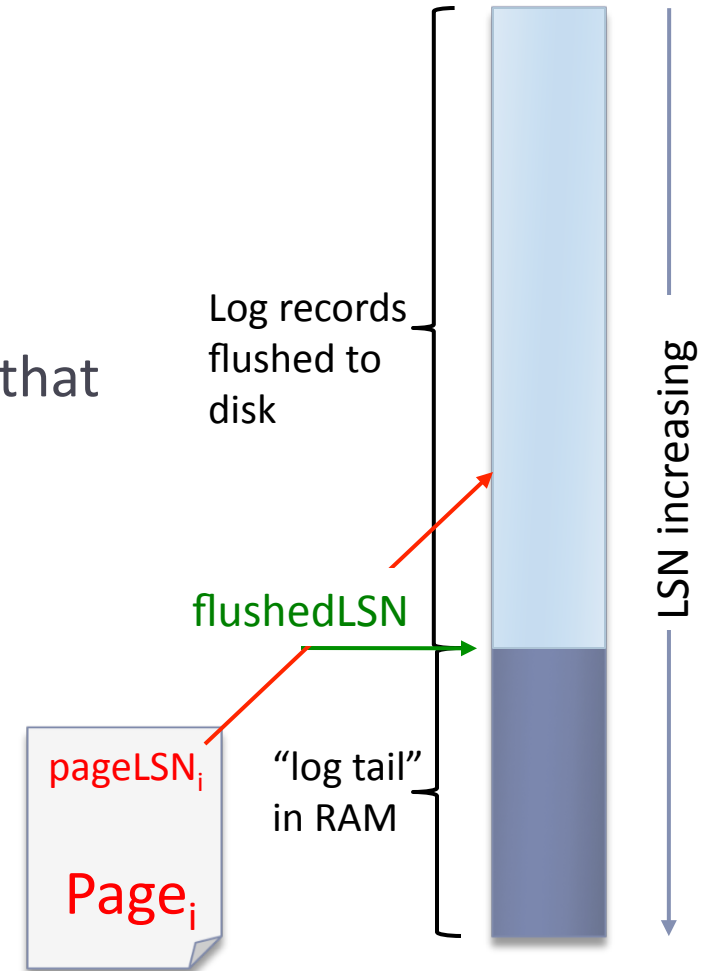 that
Log records
flushed to
disk
LSN increasing
flushedLSN
pageLSNᵢ
"log tail"
in RAM
Pageᵢ